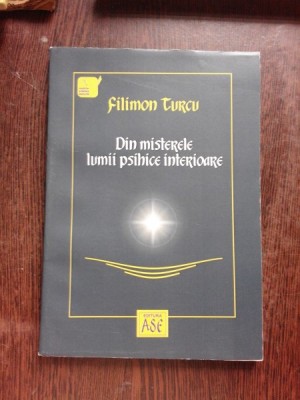 Filimon Turcu
Din misterele
lumii psihice interioare
EDITURA
ASE